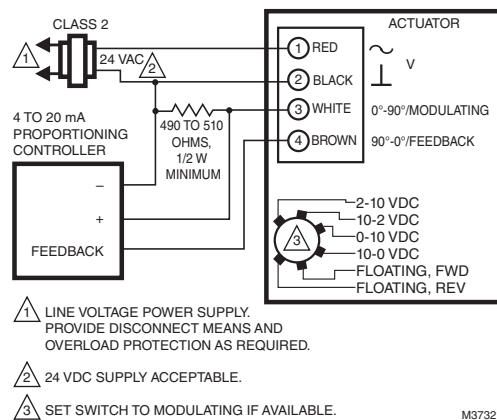 CLASS 2
ACTUATOR
1
24 VAC
2
1 RED
2 BLACK
V
3 WHITE 0°-90°/MODULATING
4 BROWN 90°-0°/FEEDBACK
4 TO 20 mA
PROPORTIONING
CONTROLLER
490 TO 510
OHMS,
1/2 W
MINIMUM
–
+
FEEDBACK
3
2-10 VDC
10-2 VDC
0-10 VDC
10-0 VDC
FLOATING, FWD
FLOATING, REV
1 LINE VOLTAGE POWER SUPPLY.
PROVIDE DISCONNECT MEANS AND
OVERLOAD PROTECTION AS REQUIRED.
2 24 VDC SUPPLY ACCEPTABLE.
3 SET SWITCH TO MODULATING IF AVAILABLE.
M3732